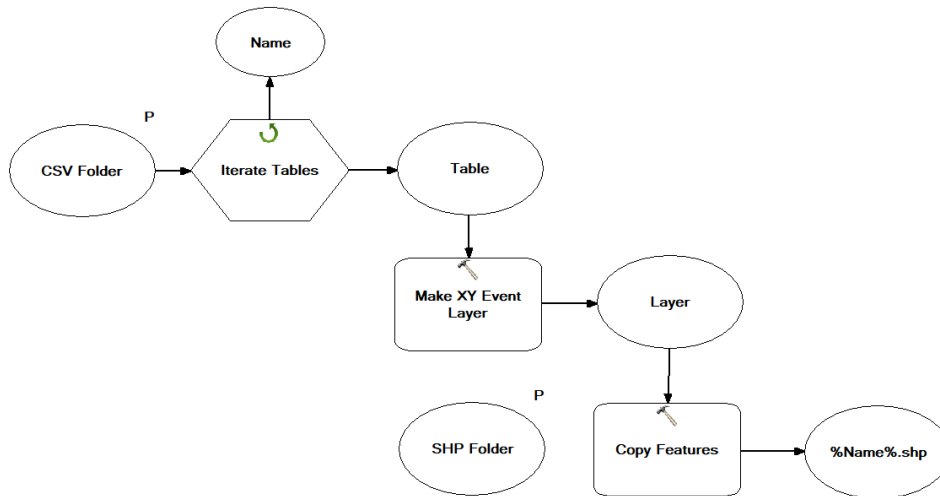 Name
P
CSV Folder
Iterate Tables
Table
Make XY Event
Layer
Layer
P
SHP Folder
Copy Features
%Name%.shp